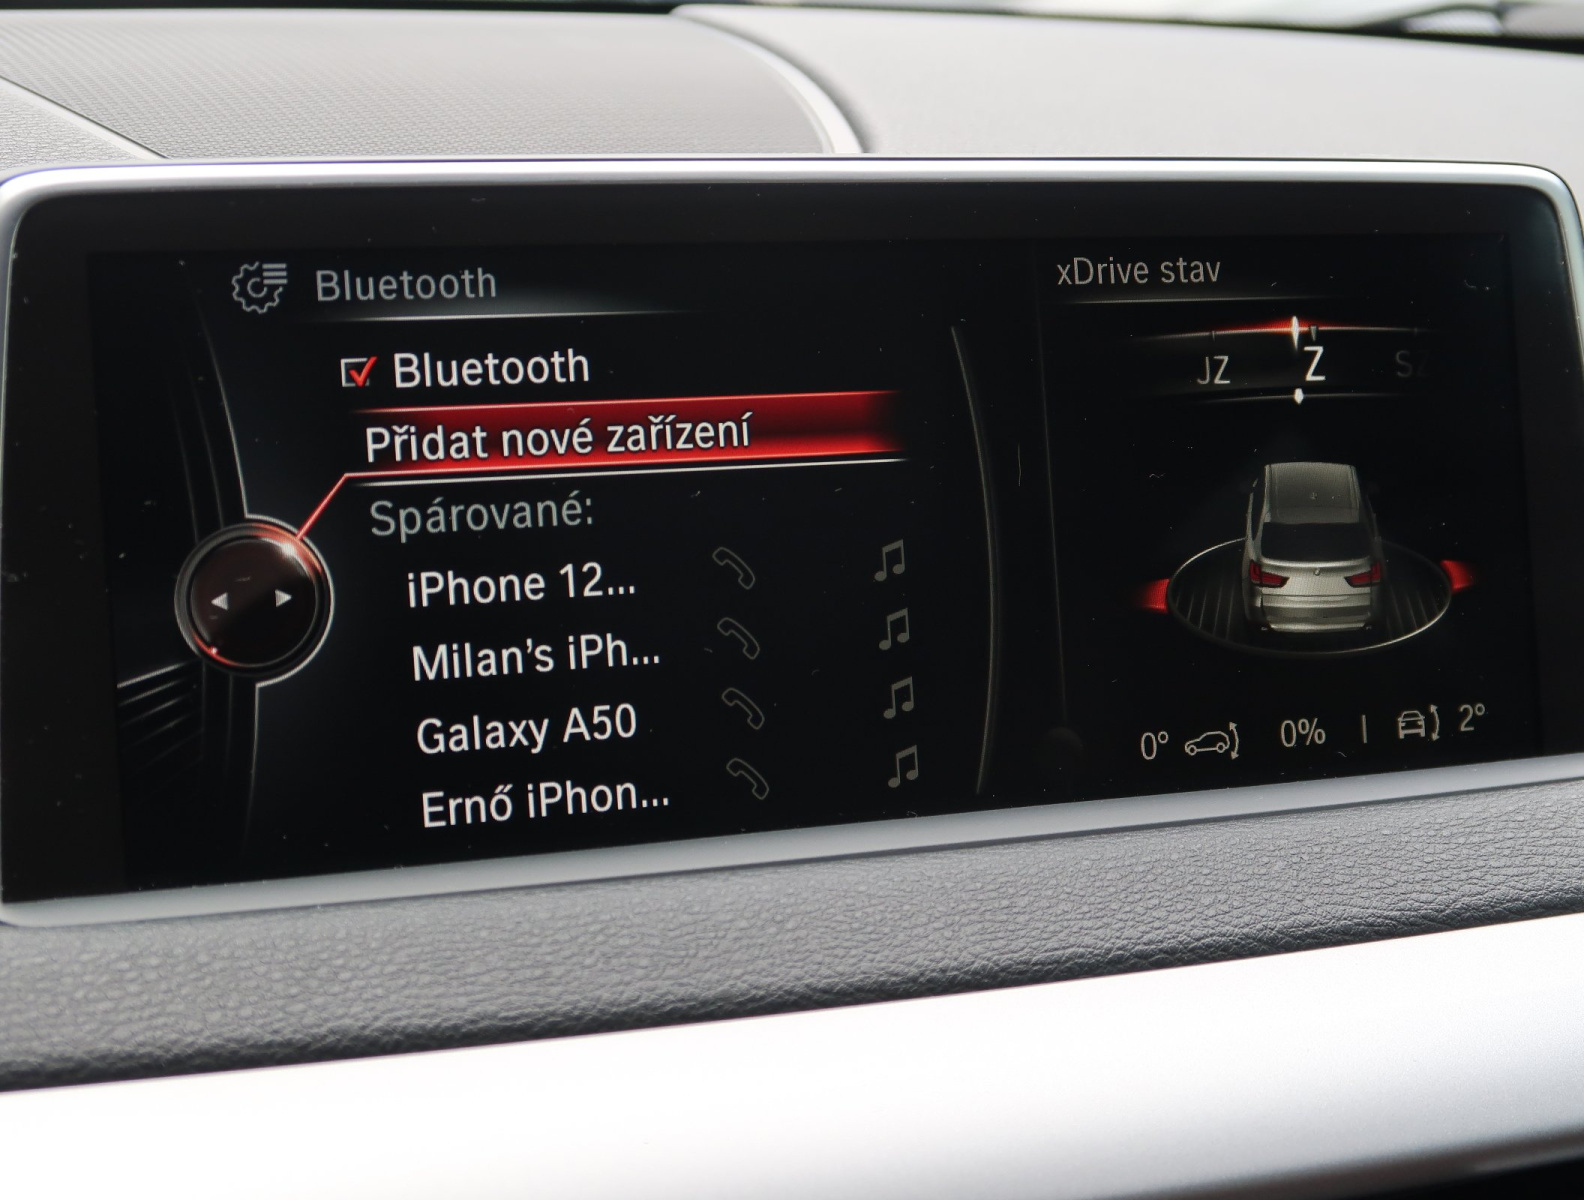 Bluetooth
Bluetooth
Přidat nové zařízení
Spárované:
iPhone 12...
Milan's iPh...
Galaxy A50
Ernő iPhon...
xDrive stav
JZ Z SZ
0° 0% | 2°